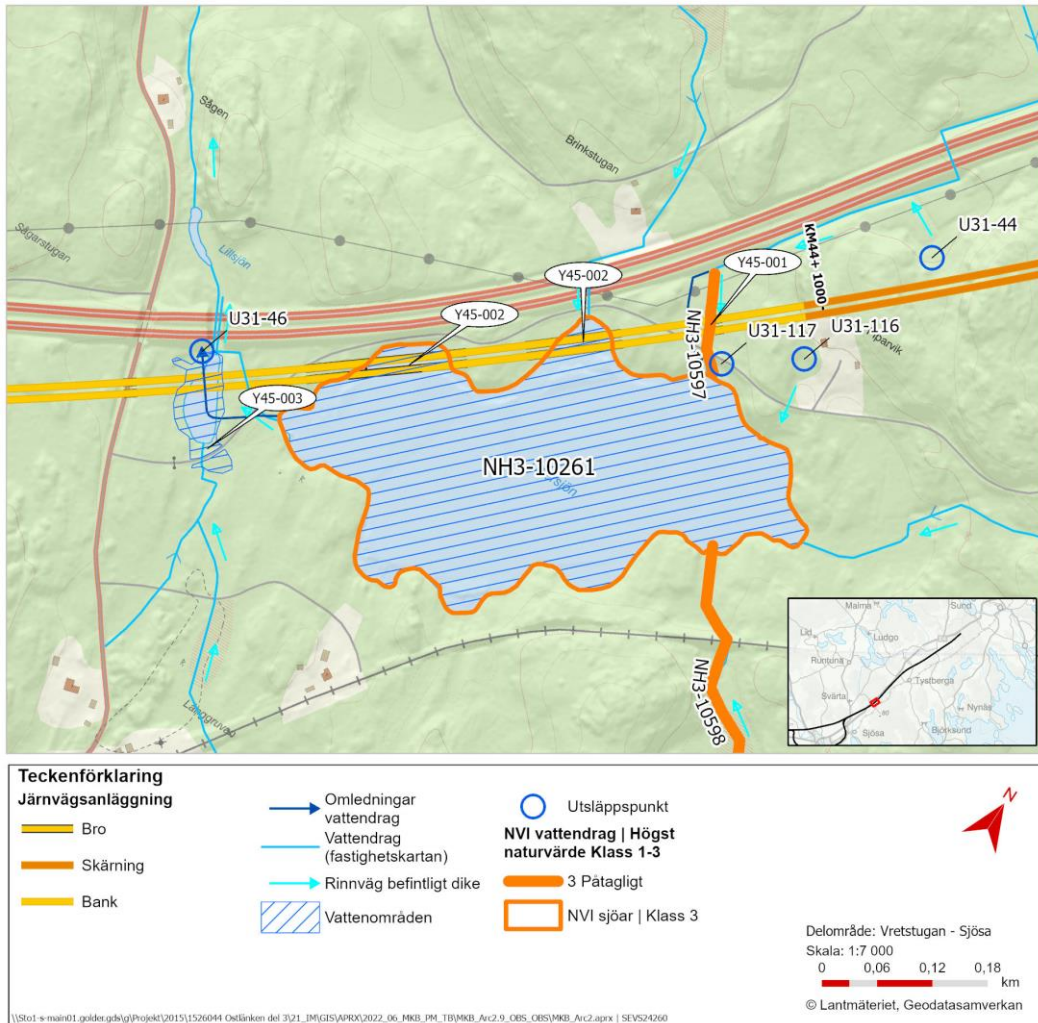 Sågen
Brinkstugan
U31-44
KM44+ 1000
Sågarstugan
Lillsjön
Y45-002
Y45-001
U31-46
Y45-002
U31-117
U31-116
NH3-10597
Y45-003
NH3-10261
NH3-10598
Malma
Sund
Lid
Ludgo
Runtuna
Tystberga
Svärta
Nynäs
Sjösa
Björksund
Teckenförklaring
Järnvägsanläggning
Bro
Skärning
Bank
Omledningar
vattendrag
Vattendrag
(fastighetskartan)
Rinnväg befintligt dike
Vattenområden
Utsläppspunkt
NVI vattendrag | Högst
naturvärde Klass 1-3
3 Påtagligt
NVI sjöar | Klass 3
N
Delområde: Vretstugan - Sjösa
Skala: 1:7 000
0 0,06 0,12 0,18
km
© Lantmäteriet, Geodatasamverkan
\\Sto1-s-main01.golder.gds\g\Projekt\2015\1526044 Ostlänken del 3\21_IM\GIS\APRX\2022_06_MKB_PM_TB\MKB_Arc2.9_OBS_OBS\MKB_Arc2.aprx | SEVS24260